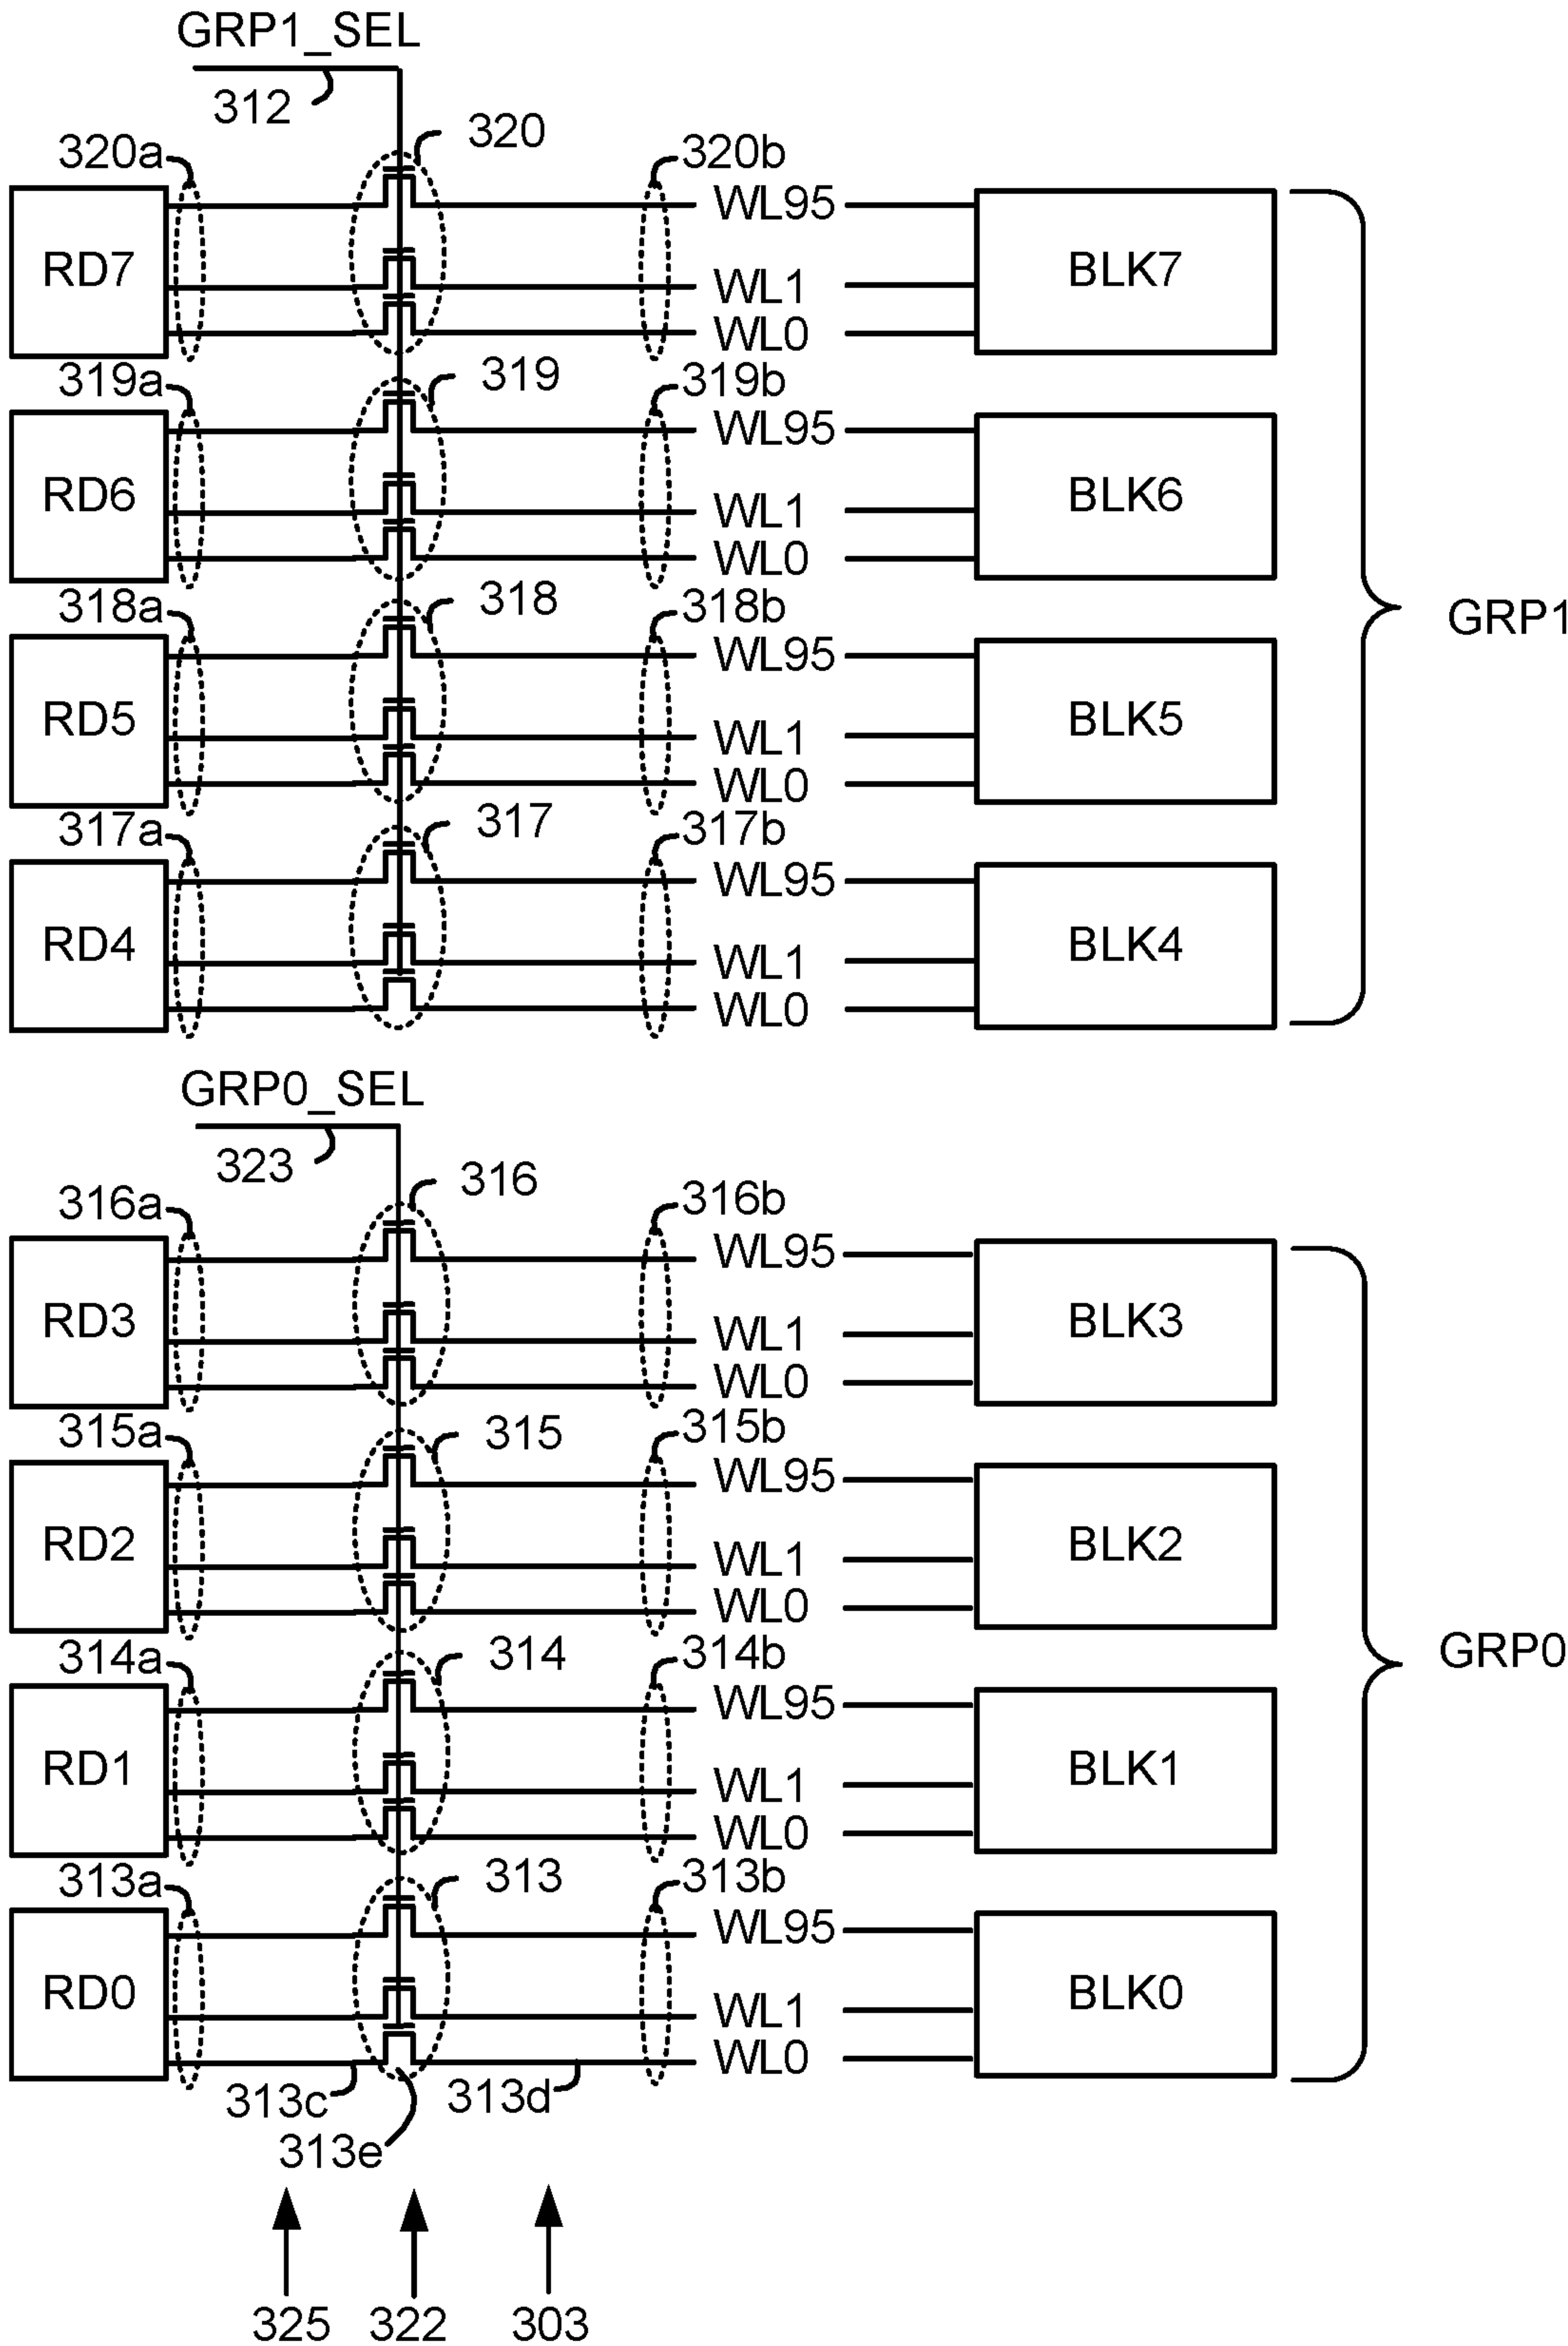 GRP1_SEL
312
320
320a
320b
WL95
RD7
BLK7
WL1
WL0
319a
319
319b
WL95
RD6
BLK6
WL1
WL0
318a
318
318b
GRP1
WL95
RD5
BLK5
WL1
WL0
317a
317
317b
WL95
RD4
BLK4
WL1
WL0
GRP0_SEL
323
316a
316
316b
WL95
RD3
BLK3
WL1
WL0
315a
315
315b
WL95
RD2
BLK2
WL1
WL0
314a
314
314b
GRP0
WL95
RD1
BLK1
WL1
WL0
313a
313
313b
WL95
RD0
BLK0
WL1
WL0
313c
313d
313e
325
322
303